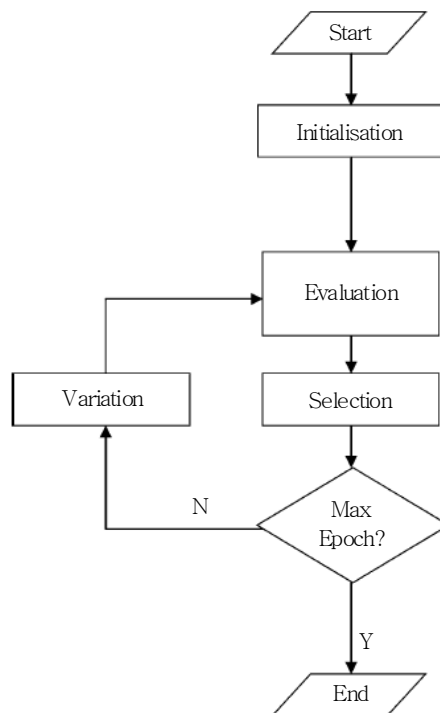 Start
Initialisation
Evaluation
Variation
Selection
N
Max
Epoch?
Y
End